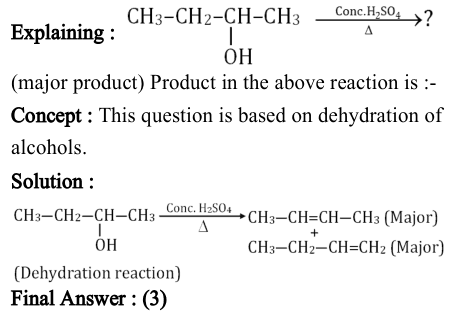 Explaining : CH3–CH2–CH–CH3 Conc.H2SO4 Δ ?
OH
(major product) Product in the above reaction is :-
Concept : This question is based on dehydration of
alcohols.
Solution :
CH3–CH2–CH–CH3 Conc. H2SO4 Δ CH3–CH=CH–CH3 (Major)
OH
+
CH3–CH2–CH=CH2 (Major)
(Dehydration reaction)
Final Answer : (3)